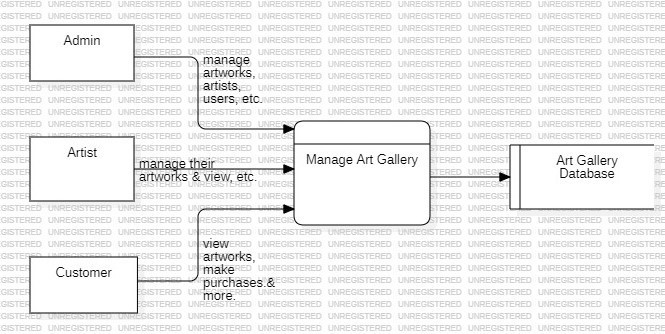 Admin
manage
artworks,
artists,
users, etc.
Artist
manage their
artworks & view, etc.
Manage Art Gallery
Art Gallery
Database
Customer
view
artworks,
make
purchases.&
more.
UNREGISTERED